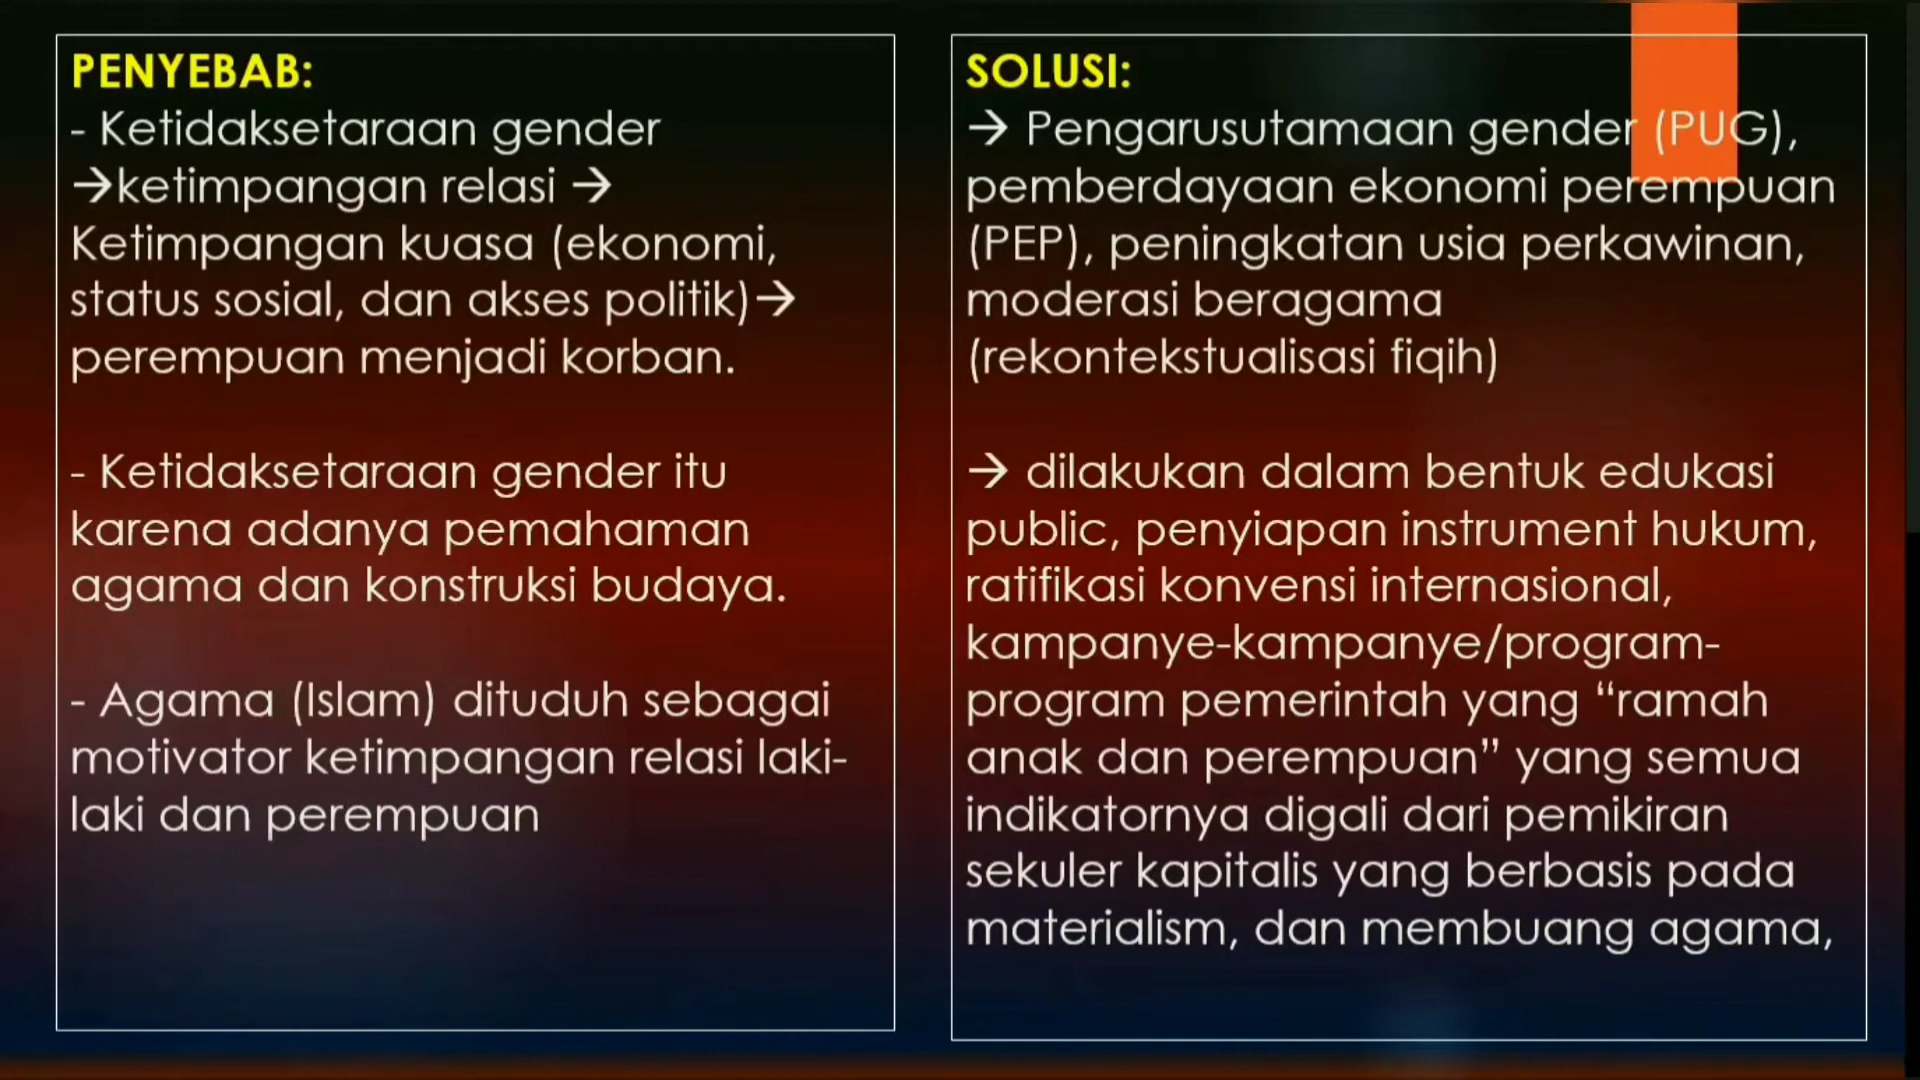 PENYEBAB:
- Ketidaksetaraan gender
→ketimpangan relasi →
Ketimpangan kuasa (ekonomi,
status sosial, dan akses politik)→
perempuan menjadi korban.
- Ketidaksetaraan gender itu
karena adanya pemahaman
agama dan konstruksi budaya.
- Agama (Islam) dituduh sebagai
motivator ketimpangan relasi laki-
laki dan perempuan
SOLUSI:
→ Pengarusutamaan gender (PUG),
pemberdayaan ekonomi perempuan
(PEP), peningkatan usia perkawinan,
moderasi beragama
(rekontekstualisasi fiqih)
→ dilakukan dalam bentuk edukasi
public, penyiapan instrument hukum,
ratifikasi konvensi internasional,
kampanye-kampanye/program-
program pemerintah yang “ramah
anak dan perempuan” yang semua
indikatornya digali dari pemikiran
sekuler kapitalis yang berbasis pada
materialism, dan membuang agama,